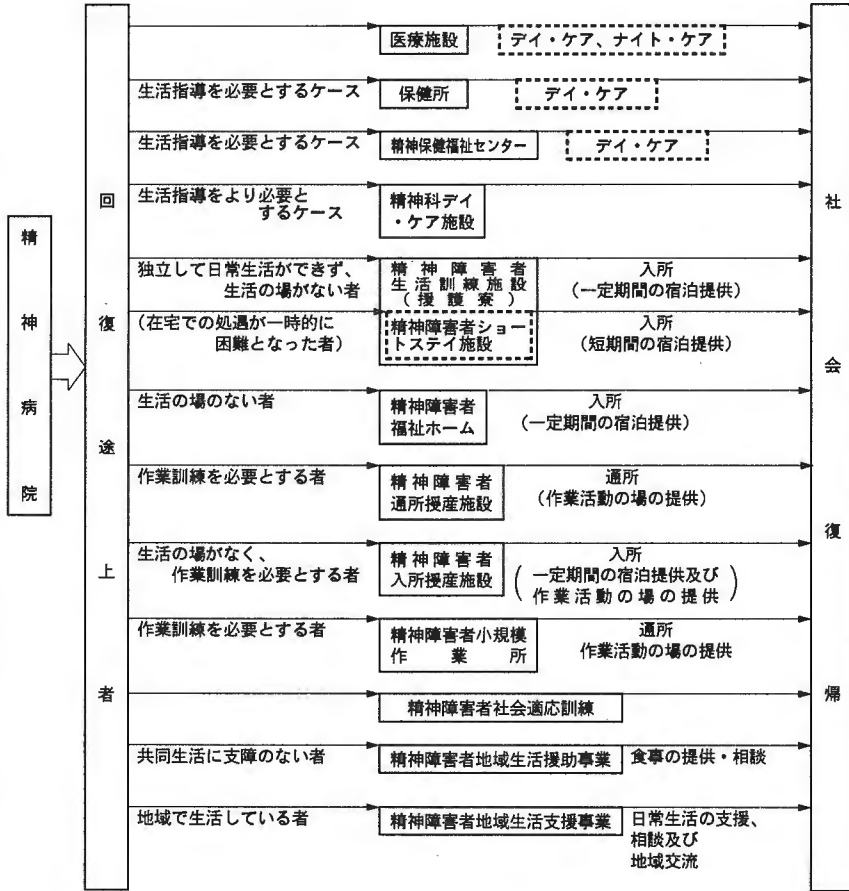 精神病院
回復途上者
医療施設 デイ・ケア、ナイト・ケア
生活指導を必要とするケース 保健所 デイ・ケア
生活指導を必要とするケース 精神保健福祉センター デイ・ケア
生活指導をより必要と
するケース
精神科デイ
・ケア施設
独立して日常生活ができず、
生活の場がない者
精神障害者
生活訓練施設
(援護寮)
入所
(一定期間の宿泊提供)
(在宅での処遇が一時的に
困難となった者)
精神障害者ショー
トステイ施設
入所
(短期間の宿泊提供)
生活の場のない者
精神障害者
福祉ホーム
入所
(一定期間の宿泊提供)
作業訓練を必要とする者
精神障害者
通所授産施設
通所
(作業活動の場の提供)
生活の場がなく、
作業訓練を必要とする者
精神障害者
入所授産施設
入所
(一定期間の宿泊提供及び
作業活動の場の提供)
作業訓練を必要とする者
精神障害者小規模
作業所
通所
作業活動の場の提供
精神障害者社会適応訓練
共同生活に支障のない者 精神障害者地域生活援助事業 食事の提供・相談
地域で生活している者 精神障害者地域生活支援事業
日常生活の支援、
相談及び
地域交流
社会復帰